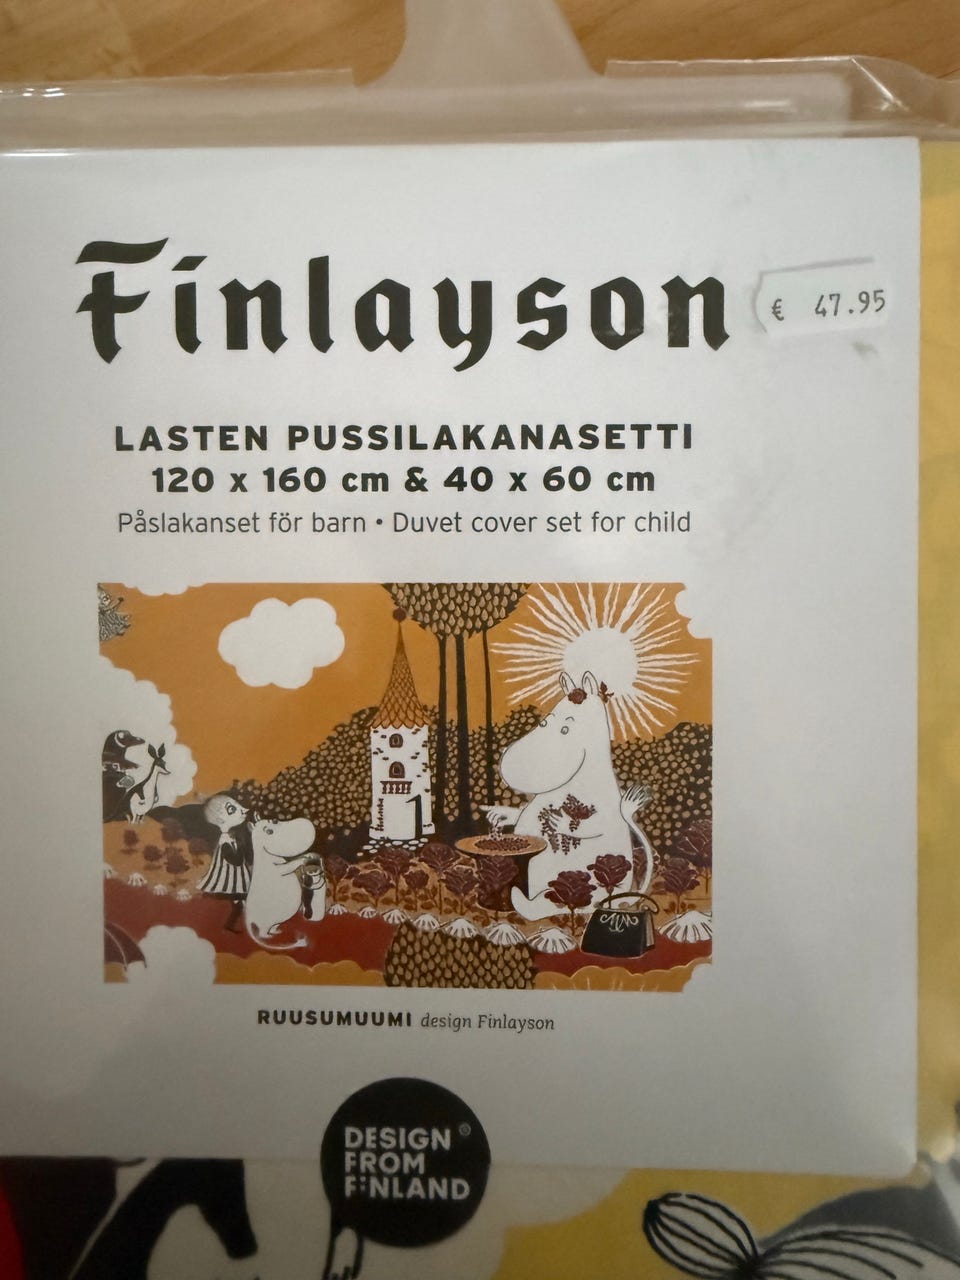 Finlayson
€ 47.95
LASTEN PUSSILAKANASETTI
120 x 160 cm & 40 x 60 cm
Påslakanset för barn • Duvet cover set for child
RUUSUMUUMI design Finlayson
DESIGN ®
FROM
FINLAND